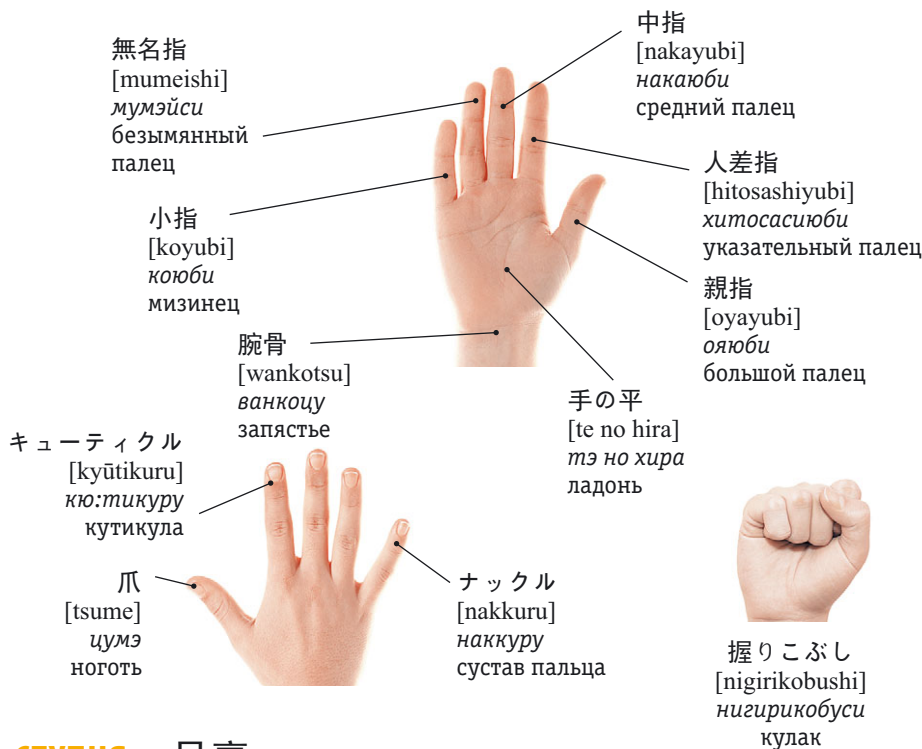 無名指
[mumeishi]
мумэйси
безымянный
палец
中指
[nakayubi]
накаюби
средний палец
人差指
[hitosashiyubi]
хитосасиюби
указательный палец
小指
[koyubi]
коюби
мизинец
親指
[oyayubi]
ояюби
большой палец
腕骨
[wankotsu]
ванкоцу
запястье
手の平
[te no hira]
тэ но хира
ладонь
キューティクル
[kyūtikuru]
кю:тикуру
кутикула
爪
[tsume]
цумэ
ноготь
ナックル
[nakkuru]
наккуру
сустав пальца
握りこぶし
[nigirikobushi]
нигирикобуси
кулак